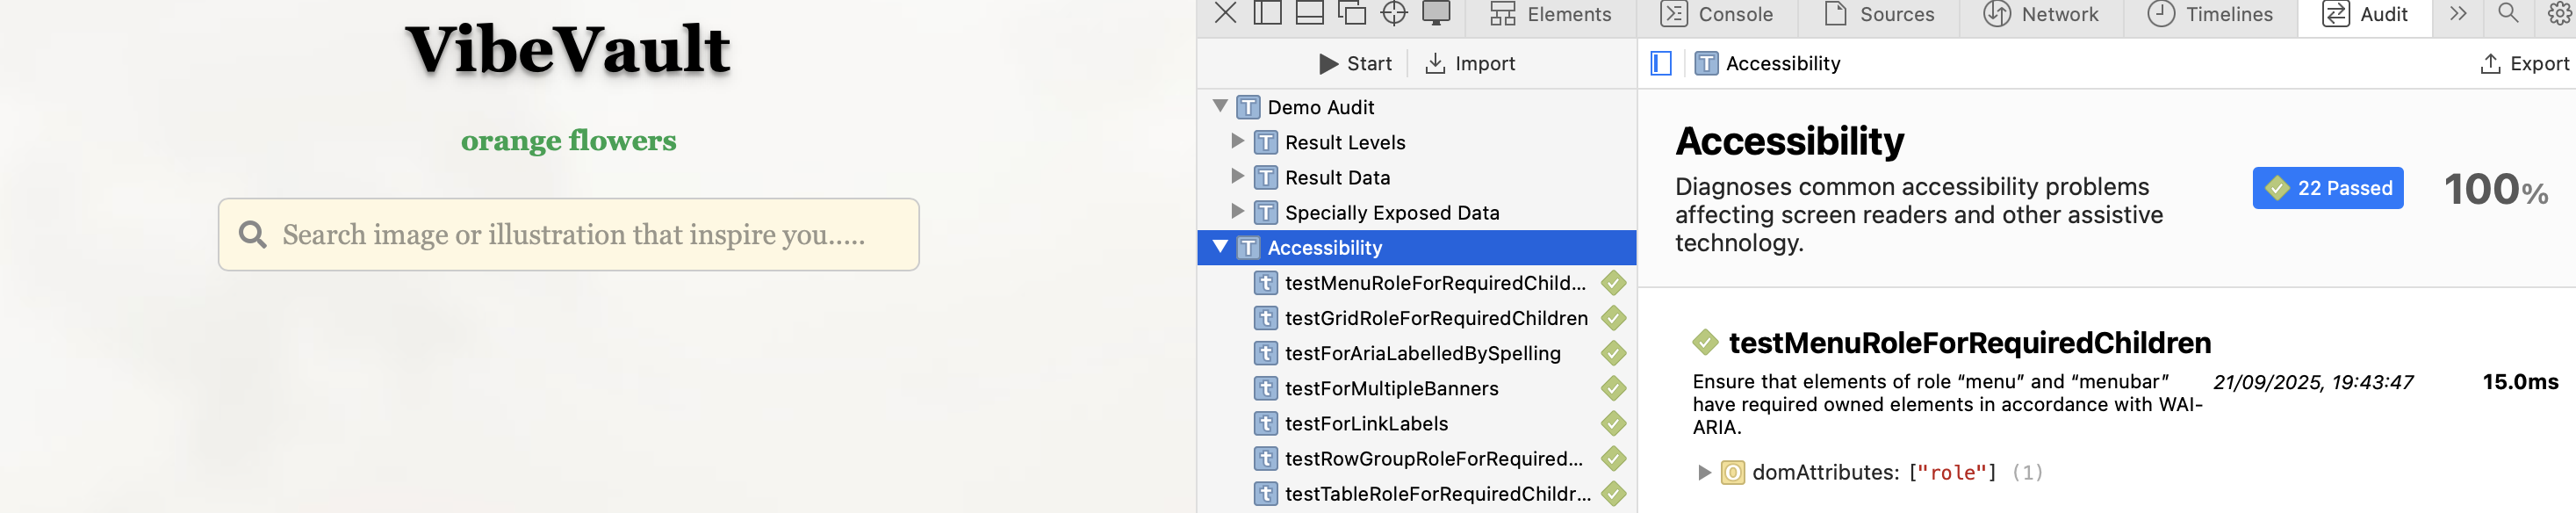 VibeVault
orange flowers
Search image or illustration that inspire you.....
Elements
Console
Sources
Network
Timelines
Audit
Start
Import
Accessibility
Export
Demo Audit
Result Levels
Result Data
Specially Exposed Data
Accessibility
testMenuRoleForRequiredChild...
testGridRoleForRequiredChildren
testForAriaLabelledBySpelling
testForMultipleBanners
testForLinkLabels
testRowGroupRoleForRequired...
testTableRoleForRequiredChildr...
Accessibility
Diagnoses common accessibility problems
affecting screen readers and other assistive
technology.
22 Passed
100%
testMenuRoleForRequiredChildren
Ensure that elements of role “menu” and “menubar”
have required owned elements in accordance with WAI-
ARIA.
21/09/2025, 19:43:47
15.0ms
domAttributes: ["role"] (1)